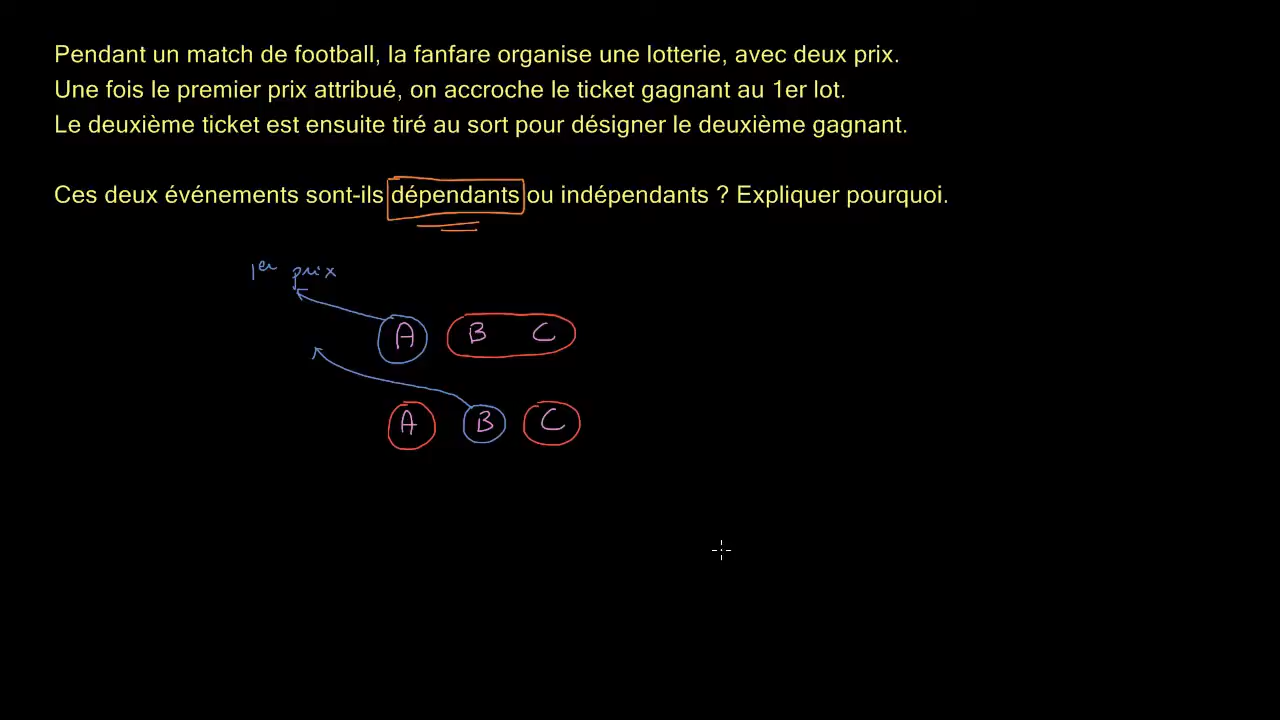 Pendant un match de football, la fanfare organise une lotterie, avec deux prix.
Une fois le premier prix attribué, on accroche le ticket gagnant au 1er lot.
Le deuxième ticket est ensuite tiré au sort pour désigner le deuxième gagnant.
Ces deux événements sont-ils dépendants ou indépendants ? Expliquer pourquoi.
1er prix
A B C
A B C